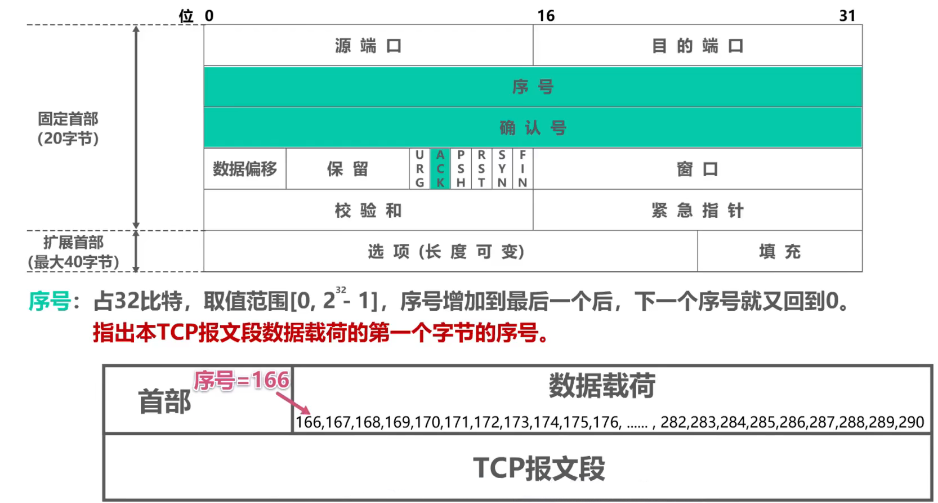 位 0 16 31
源 端 口 目 的 端 口
序 号
固定首部
(20字节)
确 认 号
数据偏移 保 留 URG ACK PSH RST SYN FIN 窗 口
校 验 和 紧 急 指 针
扩展首部
(最大40字节)
选 项 (长 度 可 变) 填 充
序号：占32比特，取值范围[0, 2^32 - 1]，序号增加到最后一个后，下一个序号就又回到0。
指出本TCP报文段数据载荷的第一个字节的序号。
首部 序号=166 数据载荷
166,167,168,169,170,171,172,173,174,175,176, ...... , 282,283,284,285,286,287,288,289,290
TCP报文段